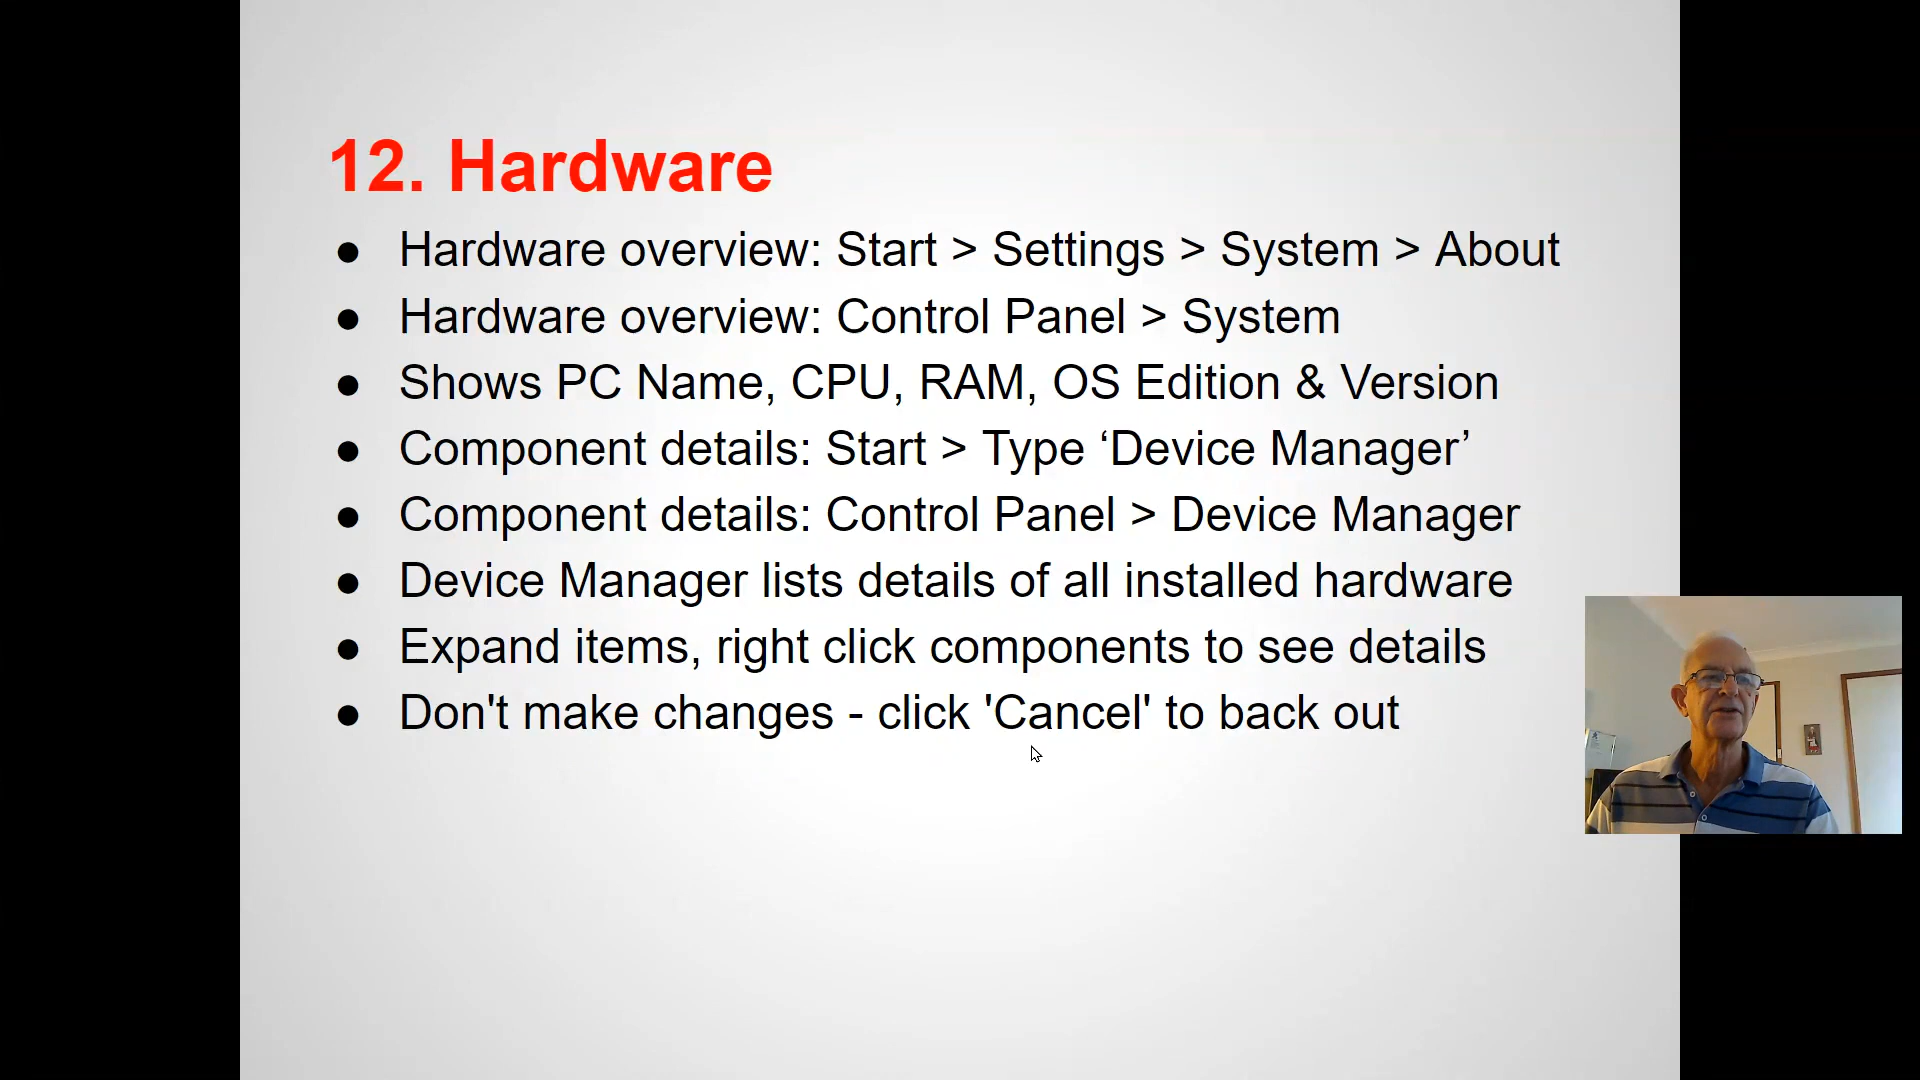 12. Hardware
● Hardware overview: Start > Settings > System > About
● Hardware overview: Control Panel > System
● Shows PC Name, CPU, RAM, OS Edition & Version
● Component details: Start > Type ‘Device Manager’
● Component details: Control Panel > Device Manager
● Device Manager lists details of all installed hardware
● Expand items, right click components to see details
● Don't make changes - click 'Cancel' to back out